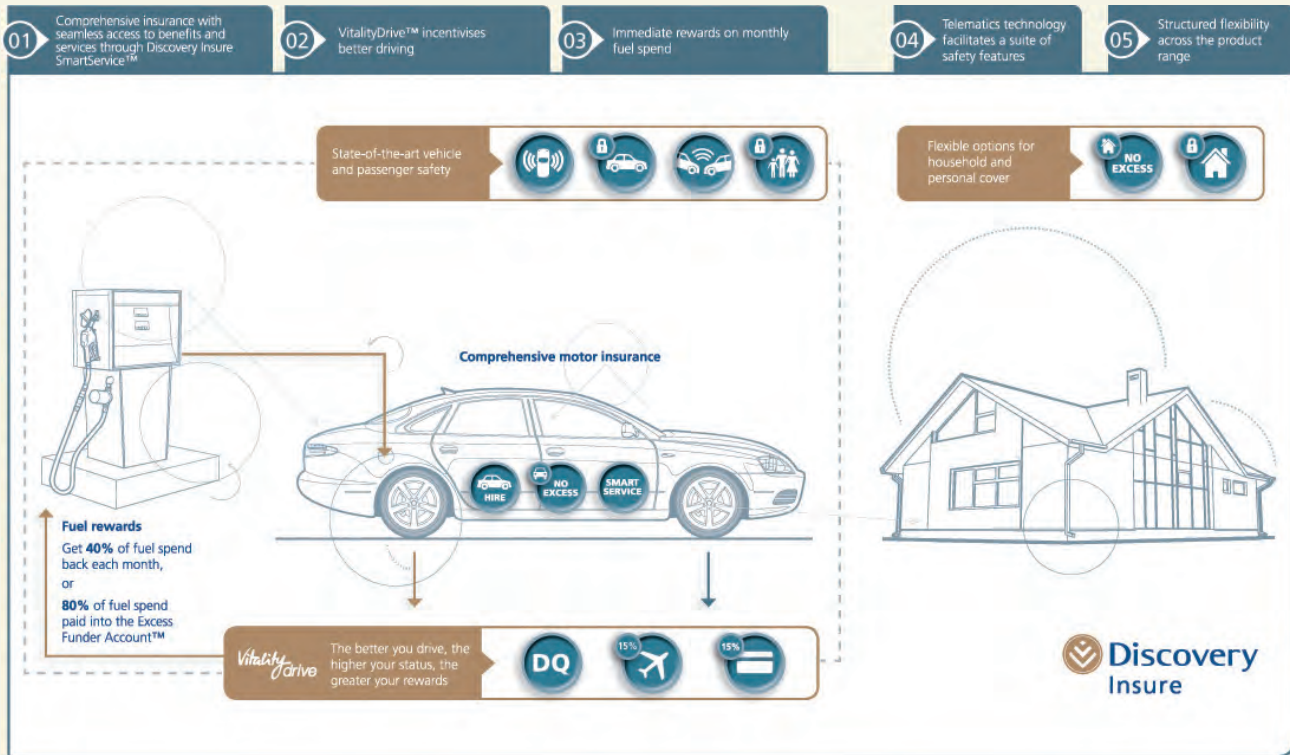 01
Comprehensive insurance with
seamless access to benefits and
services through Discovery Insure
SmartService™
02
VitalityDrive™ incentivises
better driving
03
Immediate rewards on monthly
fuel spend
04
Telematics technology
facilitates a suite of
safety features
05
Structured flexibility
across the product
range
State-of-the-art vehicle
and passenger safety
Flexible options for
household and
personal cover
NO
EXCESS
Comprehensive motor insurance
HIRE
NO
EXCESS
SMART
SERVICE
Fuel rewards
Get 40% of fuel spend
back each month,
or
80% of fuel spend
paid into the Excess
Funder Account™
Vitality drive
The better you drive, the
higher your status, the
greater your rewards
DQ
15%
15%
Discovery
Insure